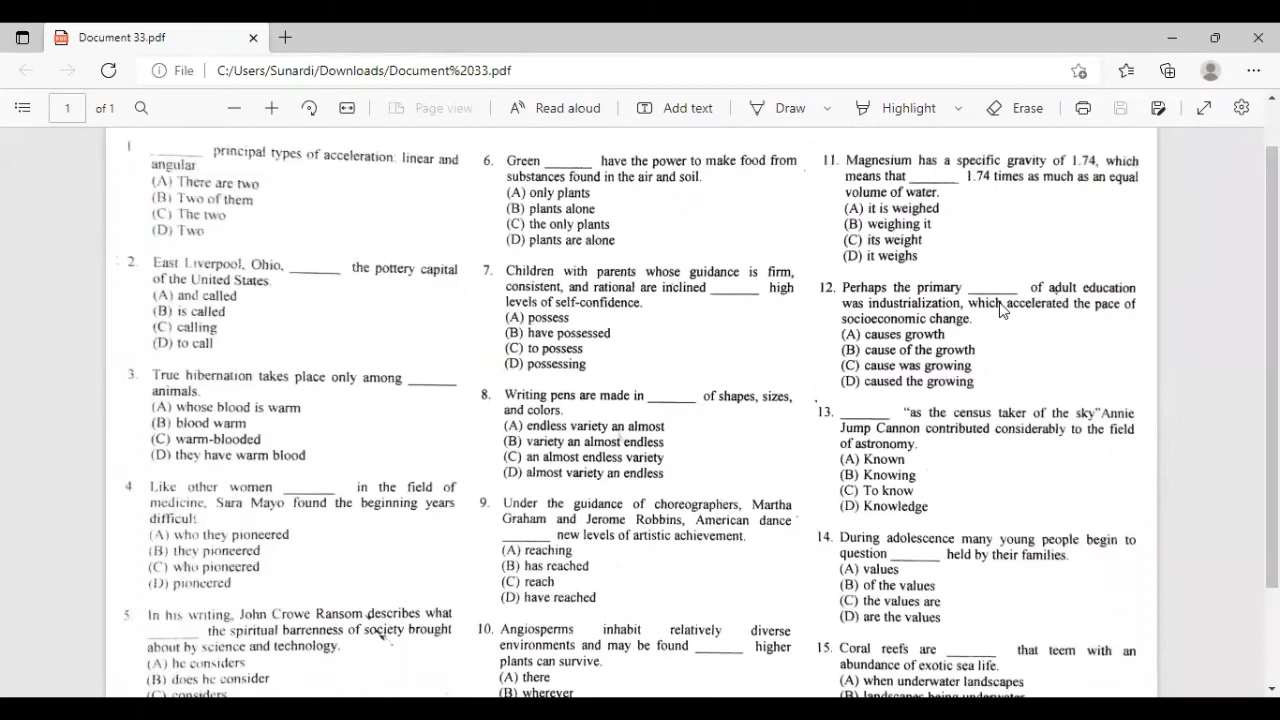 Document 33.pdf
File
C:/Users/Sunardi/Downloads/Document%2033.pdf
1
of 1
Page view
Read aloud
Add text
Draw
Highlight
Erase
1 ______ principal types of acceleration: linear and
angular
(A) There are two
(B) Two of them
(C) The two
(D) Two
2. East Liverpool, Ohio, ______ the pottery capital
of the United States
(A) and called
(B) is called
(C) calling
(D) to call
3. True hibernation takes place only among ______
animals.
(A) whose blood is warm
(B) blood warm
(C) warm-blooded
(D) they have warm blood
4 Like other women ______ in the field of
medicine, Sara Mayo found the beginning years
difficult
(A) who they pioneered
(B) they pioneered
(C) who pioneered
(D) pioneered
5 In his writing, John Crowe Ransom describes what
______ the spiritual barrenness of society brought
about by science and technology.
(A) he considers
(B) does he consider
(C) considers
6. Green ______ have the power to make food from
substances found in the air and soil.
(A) only plants
(B) plants alone
(C) the only plants
(D) plants are alone
7. Children with parents whose guidance is firm,
consistent, and rational are inclined ______ high
levels of self-confidence.
(A) possess
(B) have possessed
(C) to possess
(D) possessing
8. Writing pens are made in ______ of shapes, sizes,
and colors.
(A) endless variety an almost
(B) variety an almost endless
(C) an almost endless variety
(D) almost variety an endless
9. Under the guidance of choreographers, Martha
Graham and Jerome Robbins, American dance
______ new levels of artistic achievement.
(A) reaching
(B) has reached
(C) reach
(D) have reached
10. Angiosperms inhabit relatively diverse
environments and may be found ______ higher
plants can survive.
(A) there
(B) wherever
11. Magnesium has a specific gravity of 1.74, which
means that ______ 1.74 times as much as an equal
volume of water.
(A) it is weighed
(B) weighing it
(C) its weight
(D) it weighs
12. Perhaps the primary ______ of adult education
was industrialization, which accelerated the pace of
socioeconomic change.
(A) causes growth
(B) cause of the growth
(C) cause was growing
(D) caused the growing
13. ______ “as the census taker of the sky”Annie
Jump Cannon contributed considerably to the field
of astronomy.
(A) Known
(B) Knowing
(C) To know
(D) Knowledge
14. During adolescence many young people begin to
question ______ held by their families.
(A) values
(B) of the values
(C) the values are
(D) are the values
15. Coral reefs are ______ that teem with an
abundance of exotic sea life.
(A) when underwater landscapes
(B) landscapes being underwater